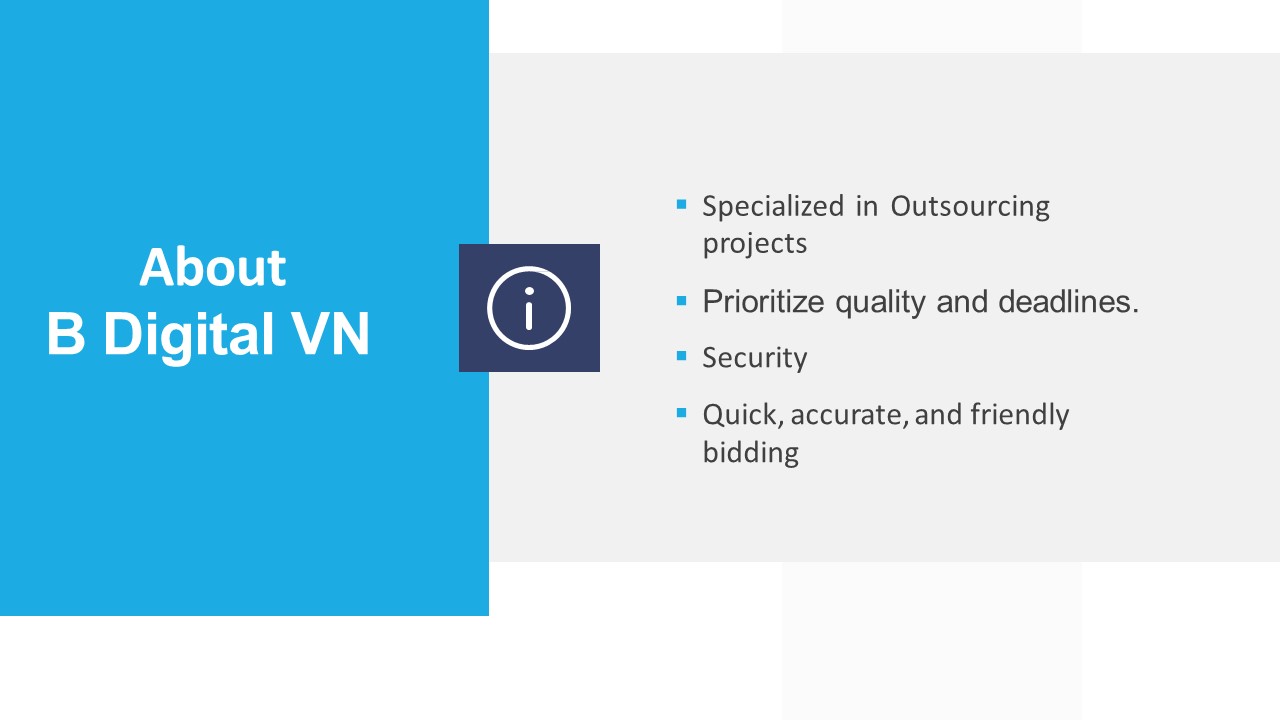 About
B Digital VN
Specialized in Outsourcing
projects
Prioritize quality and deadlines.
Security
Quick, accurate, and friendly
bidding